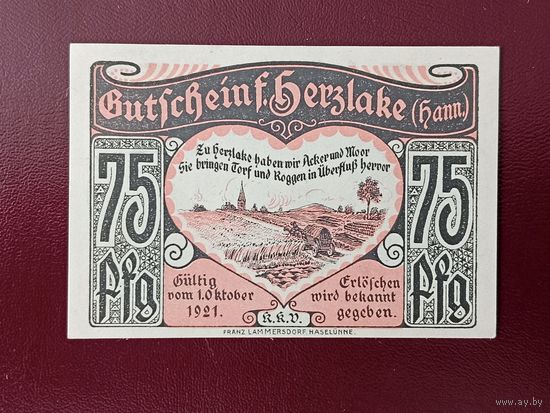 Gutschein f. Herzlake (Hann.)
Zu Herzlake haben wir Acker und Moor
Sie bringen Torf und Roggen in Überfluß hervor
75 Pfg
75 Pfg
Gültig
vom 1. Oktober
1921.
Erlöschen
wird bekannt
gegeben.
K.K.V.
FRANZ LAMMERSDORF, HASELÜNNE.
www.ay.by